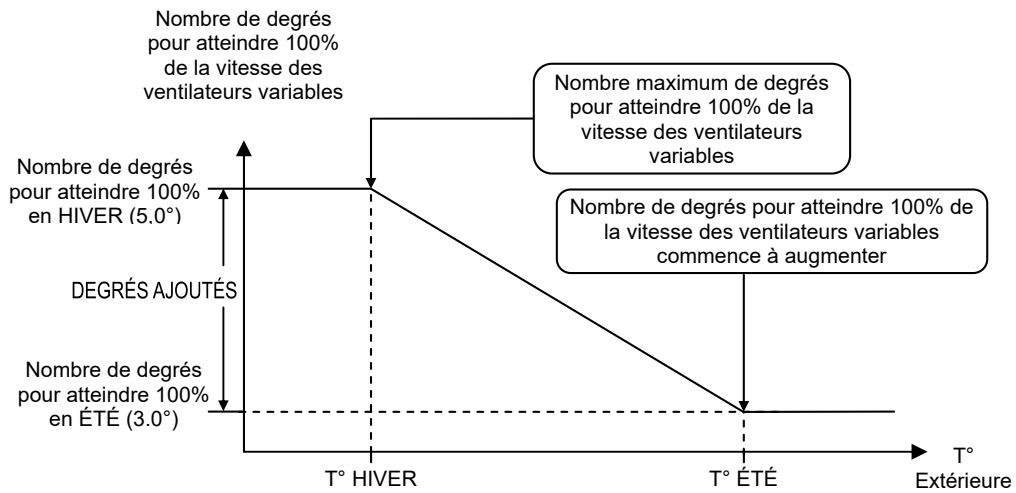 Nombre de degrés
pour atteindre 100%
de la vitesse des
ventilateurs variables
Nombre maximum de degrés
pour atteindre 100% de la
vitesse des ventilateurs
variables
Nombre de degrés
pour atteindre 100%
en HIVER (5.0°)
Nombre de degrés pour atteindre 100% de
la vitesse des ventilateurs variables
commence à augmenter
DEGRÉS AJOUTÉS
Nombre de degrés
pour atteindre 100%
en ÉTÉ (3.0°)
T° HIVER
T° ÉTÉ
T°
Extérieure